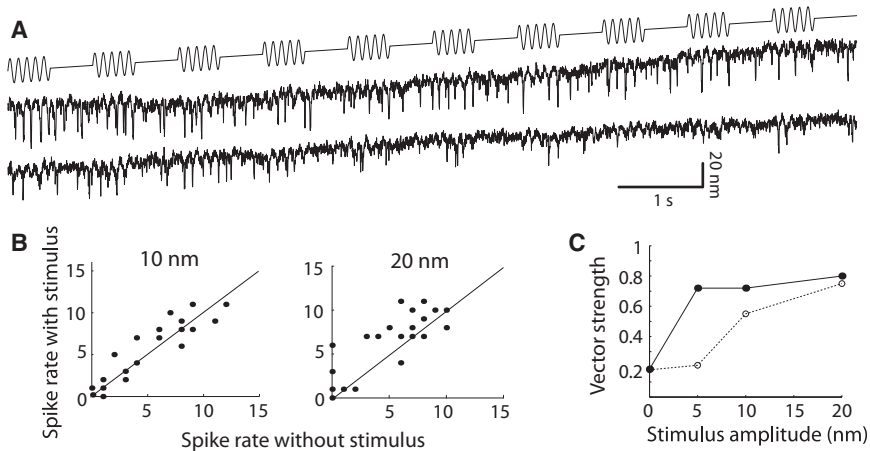 A
20 nm
1 s
B
Spike rate with stimulus
10 nm
15
10
5
0
5
10
15
20 nm
15
10
5
0
5
10
15
Spike rate without stimulus
C
Vector strength
1
0.8
0.6
0.4
0.2
0
5
10
15
20
Stimulus amplitude (nm)